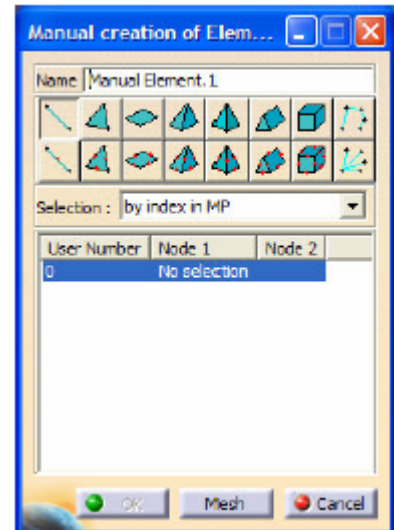 Manual creation of Elem...
Name Manual Element.1
Selection : by index in MP
User Number Node 1 Node 2
0 No selection
OK Mesh Cancel